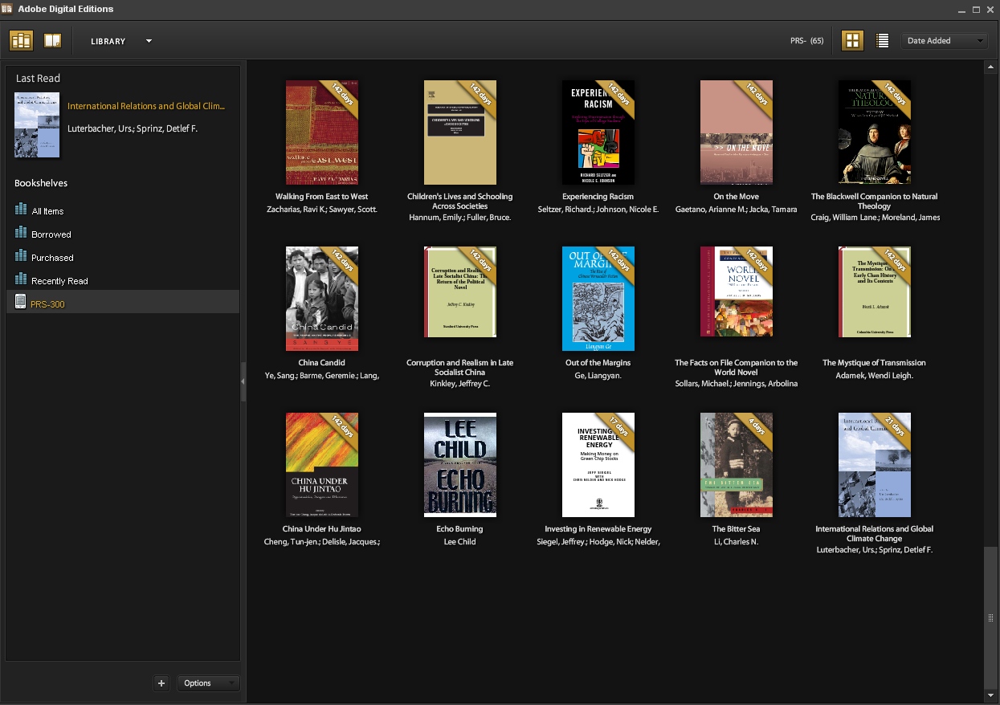 Adobe Digital Editions
LIBRARY
PRS- (65)
Date Added
Last Read
International Relations and Global Clim...
Luterbacher, Urs.; Sprinz, Detlef F.
Bookshelves
All Items
Borrowed
Purchased
Recently Read
PRS-300
Options
142 days
142 days
EXPERIENCING
RACISM
RICHARD SELTZER AND
NICOLE E. JOHNSON
142 days
>> ON THE MOVE
142 days
NATURAL
THEOLOGY
142 days
Walking From East to West
Zacharias, Ravi K.; Sawyer, Scott.
Children's Lives and Schooling
Across Societies
Hannum, Emily.; Fuller, Bruce.
Experiencing Racism
Seltzer, Richard.; Johnson, Nicole E.
On the Move
Gaetano, Arianne M.; Jacka, Tamara
The Blackwell Companion to Natural
Theology
Craig, William Lane.; Moreland, James
China Candid
SANG YE
142 days
Corruption and Realism in
Late Socialist China: The
Return of the Political
Novel
Jeffrey C. Kinkley
Stanford University Press
142 days
OUT OF THE
MARGINS
The Rise of
Chinese Vernacular Fiction
Liangyan Ge
142 days
WORLD
NOVEL
142 days
The Mystique of
Transmission: On an
Early Chan History
and Its Contexts
Wendi L. Adamek
Columbia University Press
142 days
China Candid
Ye, Sang.; Barme, Geremie.; Lang,
Corruption and Realism in Late
Socialist China
Kinkley, Jeffrey C.
Out of the Margins
Ge, Liangyan.
The Facts on File Companion to the
World Novel
Sollars, Michael.; Jennings, Arbolina
The Mystique of Transmission
Adamek, Wendi Leigh.
CHINA UNDER
HU JINTAO
142 days
LEE
CHILD
ECHO
BURNING
INVESTING IN
RENEWABLE
ENERGY
Making Money on
Green Chip Stocks
JEFF SIEGEL
WITH
CHRIS NELDER AND NICK HODGE
17 days
THE BITTER SEA
4 days
International
and Global Climate
21 days
China Under Hu Jintao
Cheng, Tun-jen.; Delisle, Jacques.;
Echo Burning
Lee Child
Investing in Renewable Energy
Siegel, Jeffrey.; Hodge, Nick; Nelder,
The Bitter Sea
Li, Charles N.
International Relations and Global
Climate Change
Luterbacher, Urs.; Sprinz, Detlef F.